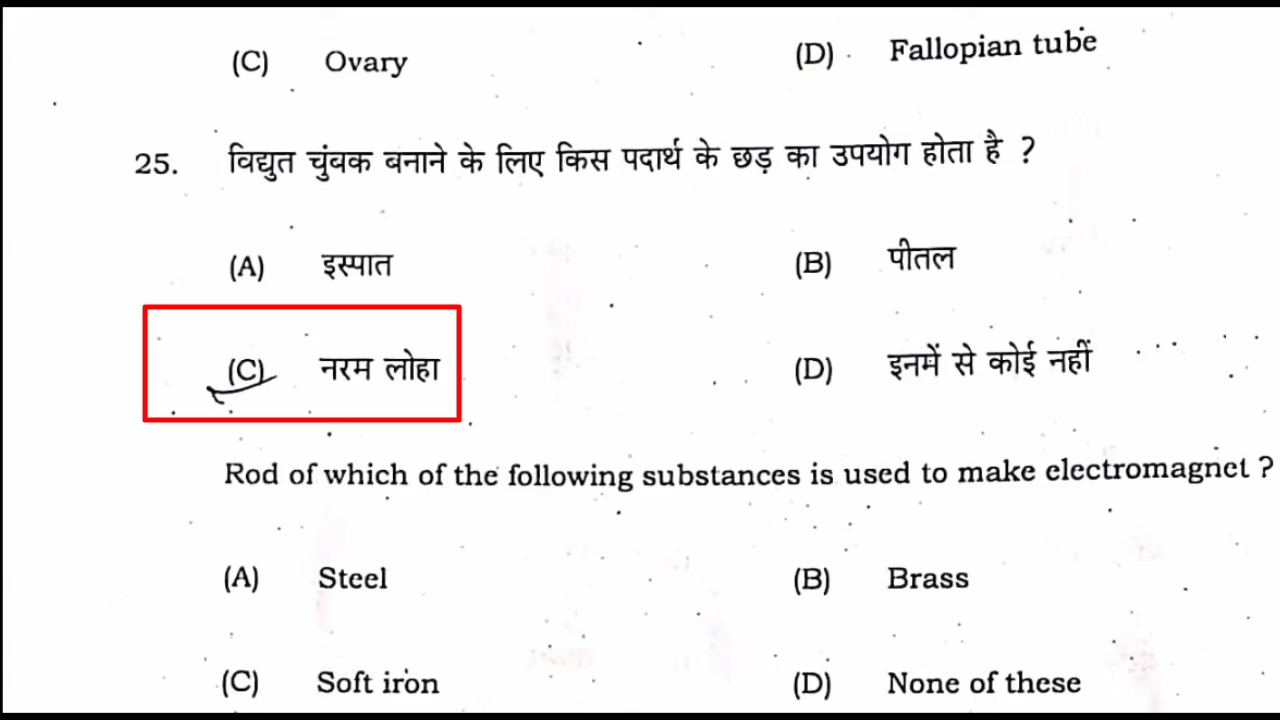 (C) Ovary (D) Fallopian tube
25. विद्युत चुंबक बनाने के लिए किस पदार्थ के छड़ का उपयोग होता है ?
(A) इस्पात (B) पीतल
(C) नरम लोहा (D) इनमें से कोई नहीं
Rod of which of the following substances is used to make electromagnet ?
(A) Steel (B) Brass
(C) Soft iron (D) None of these